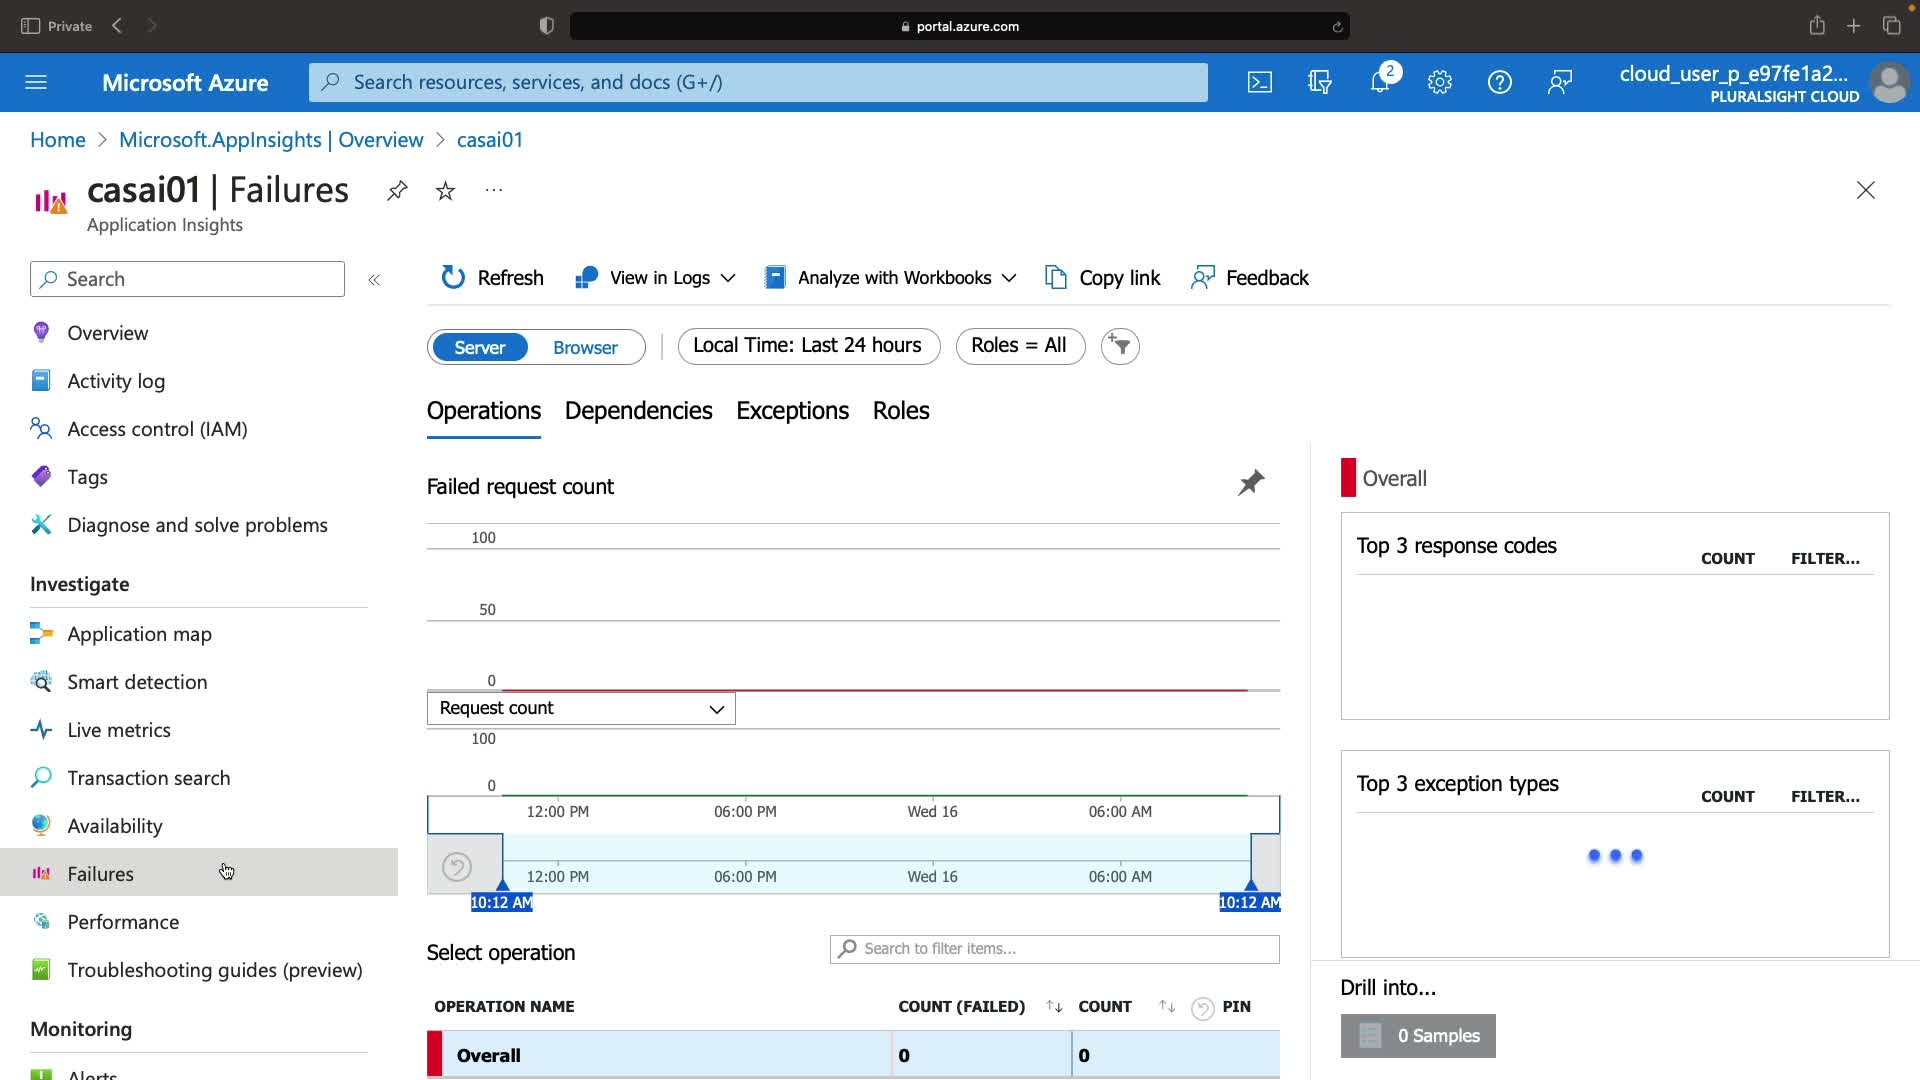 Private
portal.azure.com
Microsoft Azure
Search resources, services, and docs (G+/)
2
cloud_user_p_e97fe1a2...
PLURALSIGHT CLOUD
Home > Microsoft.AppInsights | Overview > casai01
casai01 | Failures
...
Application Insights
Search
«
Refresh
View in Logs
Analyze with Workbooks
Copy link
Feedback
Overview
Activity log
Access control (IAM)
Tags
Diagnose and solve problems
Investigate
Application map
Smart detection
Live metrics
Transaction search
Availability
Failures
Performance
Troubleshooting guides (preview)
Monitoring
Alerts
Server
Browser
Local Time: Last 24 hours
Roles = All
Operations
Dependencies
Exceptions
Roles
Failed request count
100
50
0
Request count
100
0
12:00 PM
06:00 PM
Wed 16
06:00 AM
12:00 PM
06:00 PM
Wed 16
06:00 AM
10:12 AM
10:12 AM
Select operation
Search to filter items...
OPERATION NAME
COUNT (FAILED)
COUNT
PIN
Overall
0
0
Overall
Top 3 response codes
COUNT
FILTER...
Top 3 exception types
COUNT
FILTER...
Drill into...
0 Samples